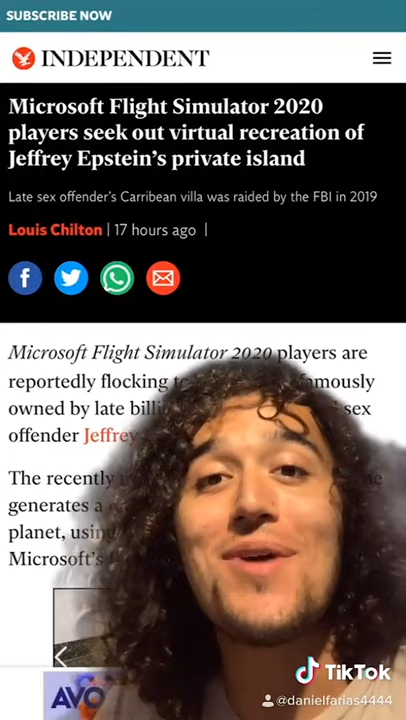 SUBSCRIBE NOW
INDEPENDENT
Microsoft Flight Simulator 2020
players seek out virtual recreation of
Jeffrey Epstein's private island
Late sex offender's Carribean villa was raided by the FBI in 2019
Louis Chilton | 17 hours ago |
Microsoft Flight Simulator 2020 players are
reportedly flocking
owned by late sex
offender Jeffrey
The recently
generates a
planet, using
Microsoft's
AVO
TikTok
@danielfarias4444